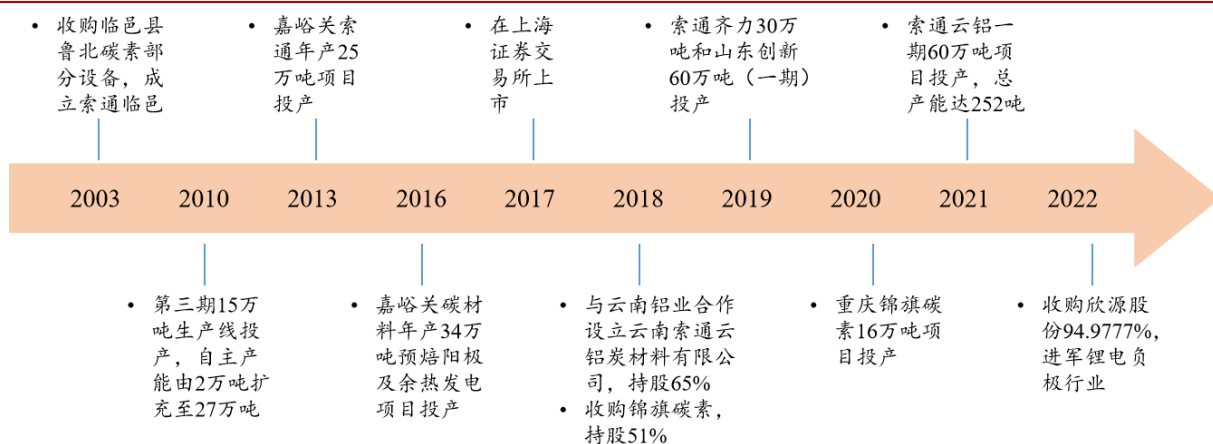 • 收购临邑县
鲁北碳素部
分设备，成
立索通临邑
• 嘉峪关索
通年产25
万吨项目
投产
• 在上海
证券交
易所上
市
• 索通齐力30万
吨和山东创新
60万吨（一期）
投产
• 索通云铝一
期60万吨项
目投产，总
产能达252吨
2003
2010
2013
2016
2017
2018
2019
2020
2021
2022
• 第三期15万
吨生产线投
产，自主产
能由2万吨扩
充至27万吨
• 嘉峪关碳材
料年产34万
吨预焙阳极
及余热发电
项目投产
• 与云南铝业合作
设立云南索通云
铝炭材料有限公
司，持股65%
• 收购锦旗碳素，
持股51%
• 重庆锦旗碳
素16万吨项
目投产
• 收购欣源股
份94.9777%，
进军锂电负
极行业